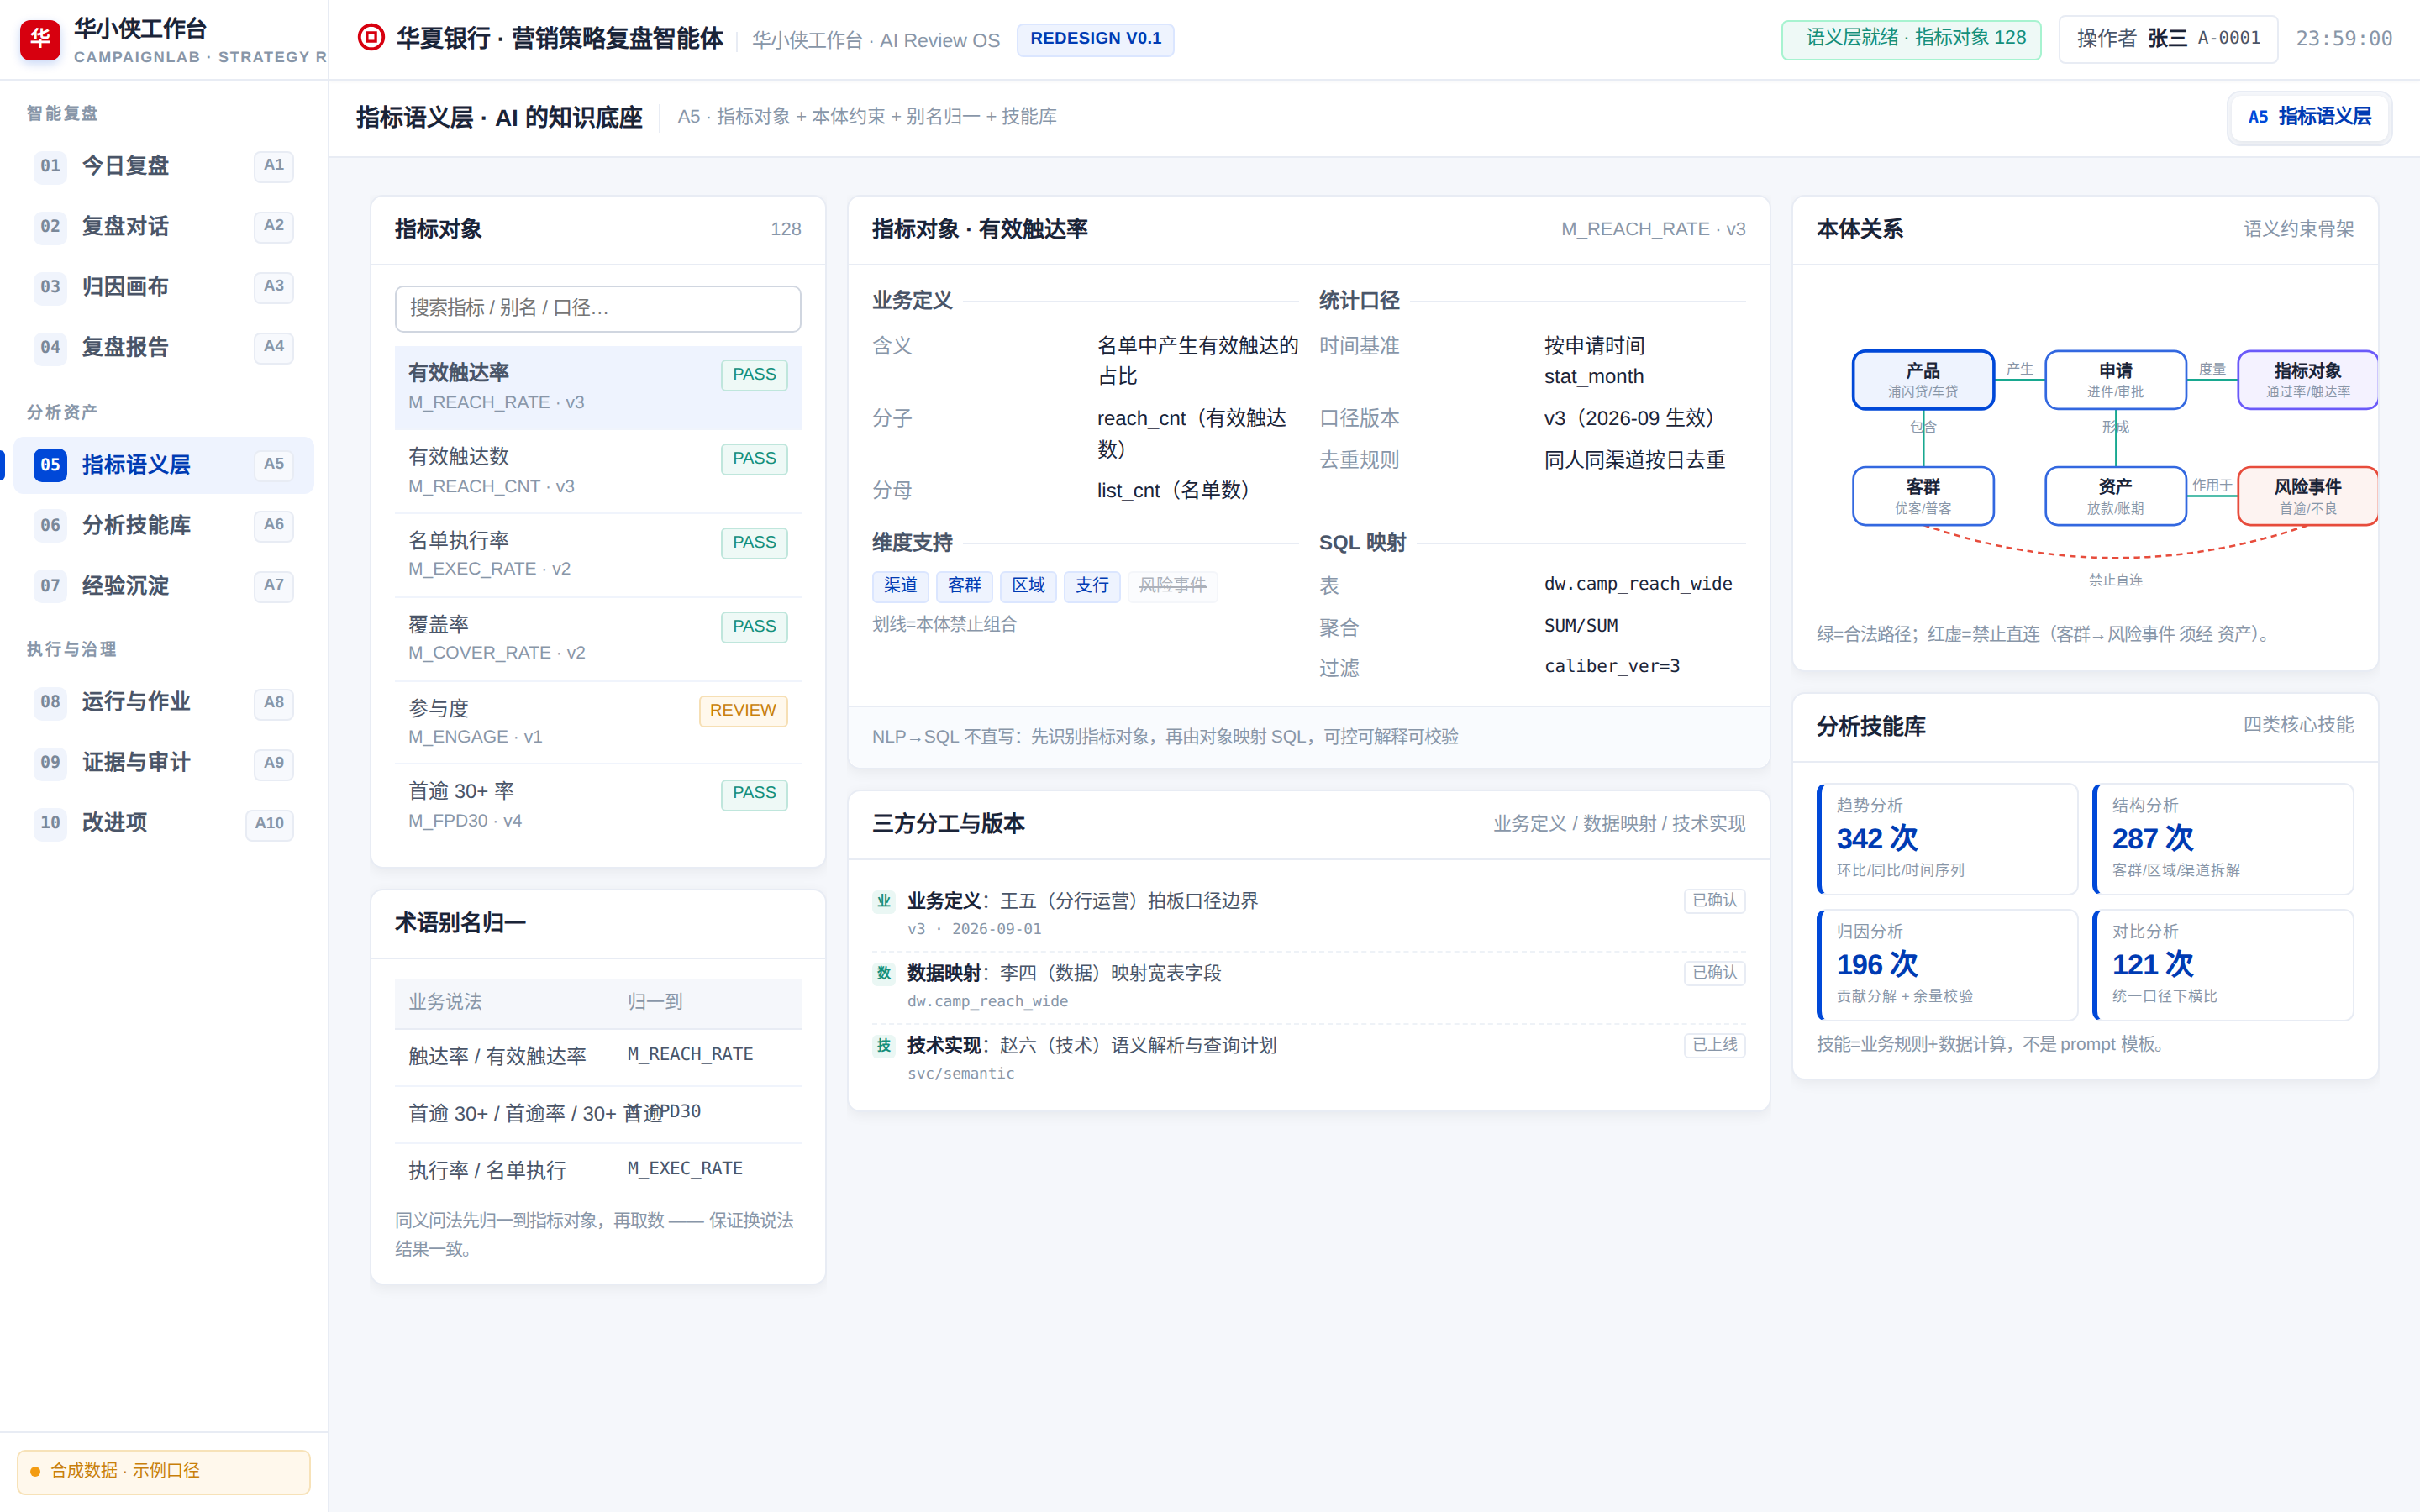 华
华小侠工作台
CAMPAIGNLAB · STRATEGY R
华夏银行 · 营销策略复盘智能体
华小侠工作台 · AI Review OS
REDESIGN V0.1
语义层就绪 · 指标对象 128
操作者 张三 A-0001
23:59:00
智能复盘
01 今日复盘 A1
02 复盘对话 A2
03 归因画布 A3
04 复盘报告 A4
分析资产
05 指标语义层 A5
06 分析技能库 A6
07 经验沉淀 A7
执行与治理
08 运行与作业 A8
09 证据与审计 A9
10 改进项 A10
合成数据 · 示例口径
指标语义层 · AI 的知识底座
A5 · 指标对象 + 本体约束 + 别名归一 + 技能库
A5 指标语义层
指标对象 128
搜索指标 / 别名 / 口径…
有效触达率 PASS
M_REACH_RATE · v3
有效触达数 PASS
M_REACH_CNT · v3
名单执行率 PASS
M_EXEC_RATE · v2
覆盖率 PASS
M_COVER_RATE · v2
参与度 REVIEW
M_ENGAGE · v1
首逾 30+ 率 PASS
M_FPD30 · v4
术语别名归一
业务说法 归一到
触达率 / 有效触达率 M_REACH_RATE
首逾 30+ / 首逾率 / 30+ 首逾 M_FPD30
执行率 / 名单执行 M_EXEC_RATE
同义问法先归一到指标对象，再取数 —— 保证换说法
结果一致。
指标对象 · 有效触达率 M_REACH_RATE · v3
业务定义
含义 名单中产生有效触达的
占比
分子 reach_cnt（有效触达
数）
分母 list_cnt（名单数）
统计口径
时间基准 按申请时间
stat_month
口径版本 v3（2026-09 生效）
去重规则 同人同渠道按日去重
维度支持
渠道 客群 区域 支行 风险事件
划线=本体禁止组合
SQL 映射
表 dw.camp_reach_wide
聚合 SUM/SUM
过滤 caliber_ver=3
NLP→SQL 不直写：先识别指标对象，再由对象映射 SQL，可控可解释可校验
三方分工与版本 业务定义 / 数据映射 / 技术实现
业 业务定义：王五（分行运营）拍板口径边界 已确认
v3 · 2026-09-01
数 数据映射：李四（数据）映射宽表字段 已确认
dw.camp_reach_wide
技 技术实现：赵六（技术）语义解析与查询计划 已上线
svc/semantic
本体关系 语义约束骨架
产品 产生 申请 度量 指标对象
浦闪贷/车贷 进件/审批 通过率/触达率
包含 形成
客群 资产 作用于 风险事件
优客/普客 放款/账期 首逾/不良
禁止直连
绿=合法路径；红虚=禁止直连（客群→风险事件 须经 资产）。
分析技能库 四类核心技能
趋势分析
342 次
环比/同比/时间序列
结构分析
287 次
客群/区域/渠道拆解
归因分析
196 次
贡献分解 + 余量校验
对比分析
121 次
统一口径下横比
技能=业务规则+数据计算，不是 prompt 模板。